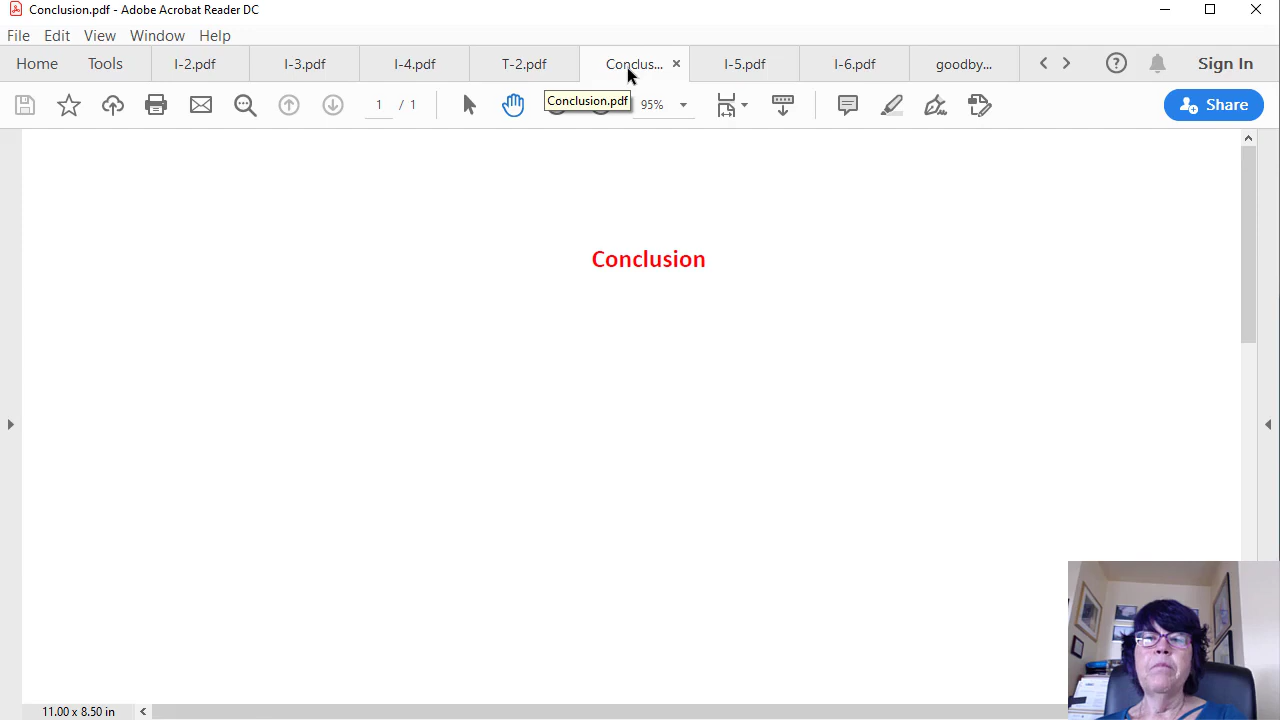 Conclusion.pdf - Adobe Acrobat Reader DC
File Edit View Window Help
Home Tools I-2.pdf I-3.pdf I-4.pdf T-2.pdf Conclus... I-5.pdf I-6.pdf goodby... Sign In
1 / 1 Conclusion.pdf 95% Share
Conclusion
11.00 x 8.50 in